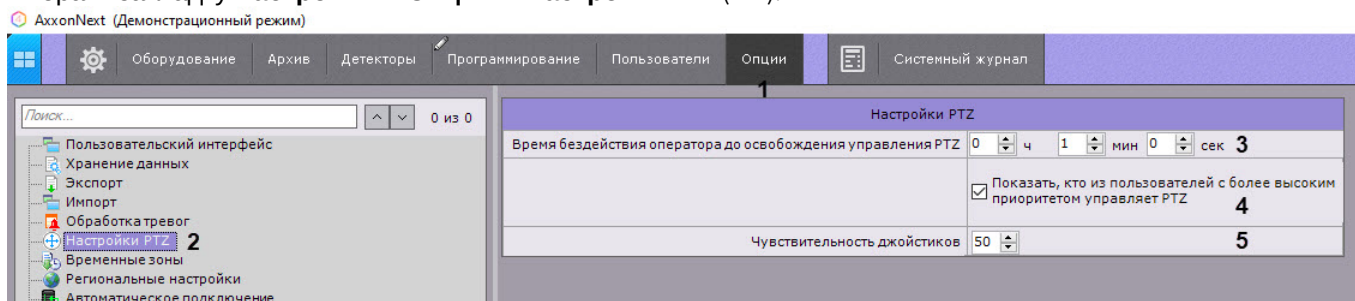 AxxonNext (Демонстрационный режим)
Оборудование Архив Детекторы Программирование Пользователи Опции Системный журнал
1
Поиск... 0 из 0
Пользовательский интерфейс
Хранение данных
Экспорт
Импорт
Обработка тревог
Настройки PTZ 2
Временные зоны
Региональные настройки
Автоматическое подключение
Настройки PTZ
Время бездействия оператора до освобождения управления PTZ 0 ч 1 мин 0 сек 3
Показать, кто из пользователей с более высоким
приоритетом управляет PTZ 4
Чувствительность джойстиков 50 5